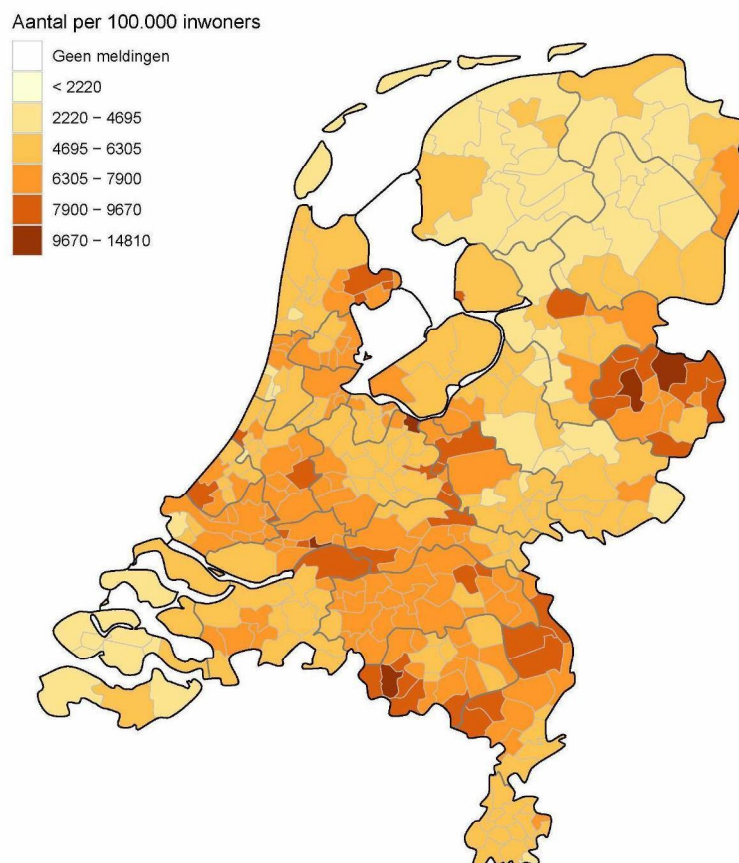 Aantal per 100.000 inwoners
Geen meldingen
< 2220
2220 – 4695
4695 – 6305
6305 – 7900
7900 – 9670
9670 – 14810